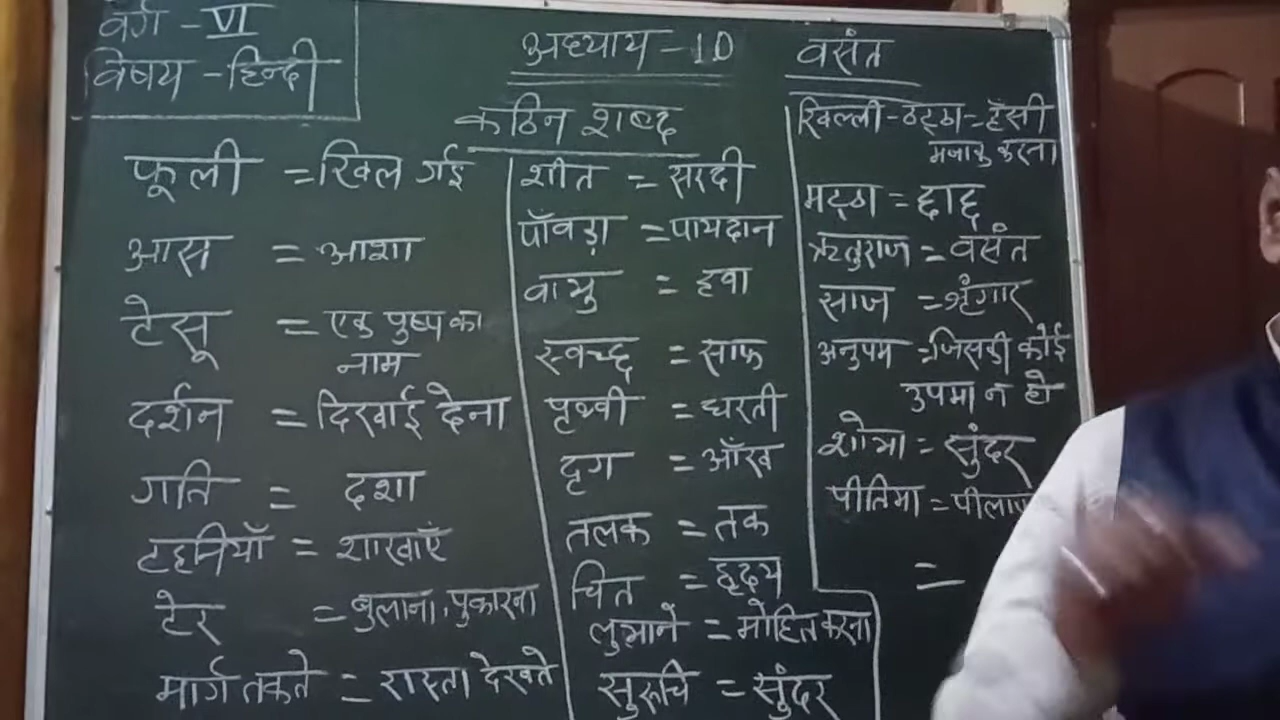 वर्ग - VI
विषय - हिन्दी
अध्याय - 10 वसंत
कठिन शब्द
फूली = खिल गई
आस = आशा
टेसू = एक पुष्प का
नाम
दर्शन = दिखाई देना
गति = दशा
टहनियाँ = शाखाएँ
टेर = बुलाना, पुकारना
मार्ग तकते = रास्ता देखते
शीत = सरदी
पाँवड़ा = पायदान
वायु = हवा
स्वच्छ = साफ
पृथ्वी = धरती
दृग = आँख
तलक = तक
चित = हृदय
लुभाने = मोहित करना
सुरुचि = सुंदर
खिल्ली - ठट्ठा = हँसी
मजाक करना
मट्ठा = छाछ
ऋतुराज = वसंत
साज = श्रृंगार
अनुपम = जिसकी कोई
उपमा न हो
शोभा = सुंदर
पीतिमा = पीलाप
=